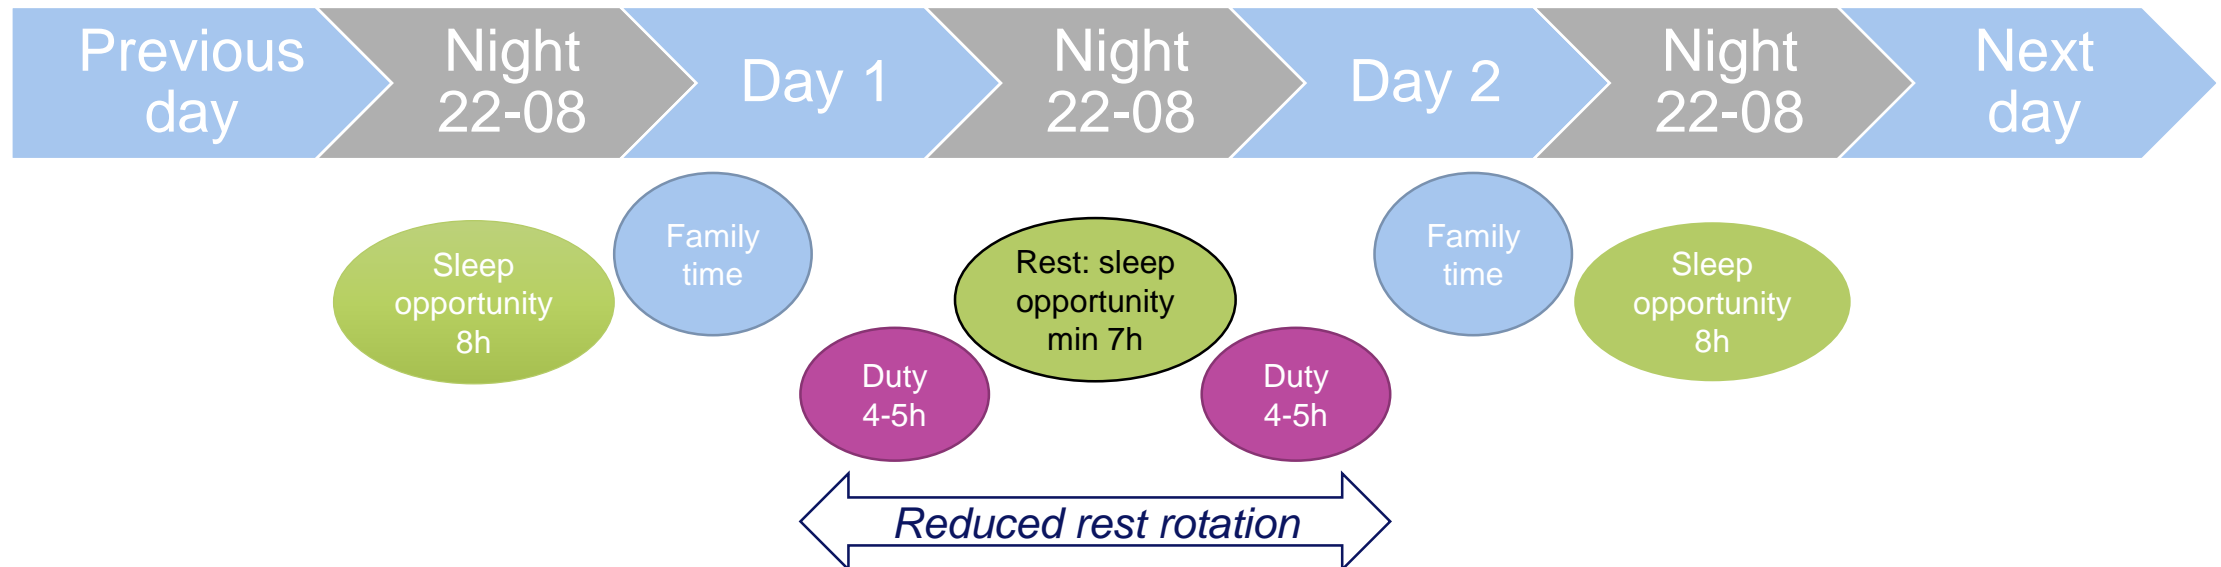 Previous
day
Night
22-08
Day 1
Night
22-08
Day 2
Night
22-08
Next
day
Sleep
opportunity
8h
Family
time
Duty
4-5h
Rest: sleep
opportunity
min 7h
Duty
4-5h
Family
time
Sleep
opportunity
8h
Reduced rest rotation